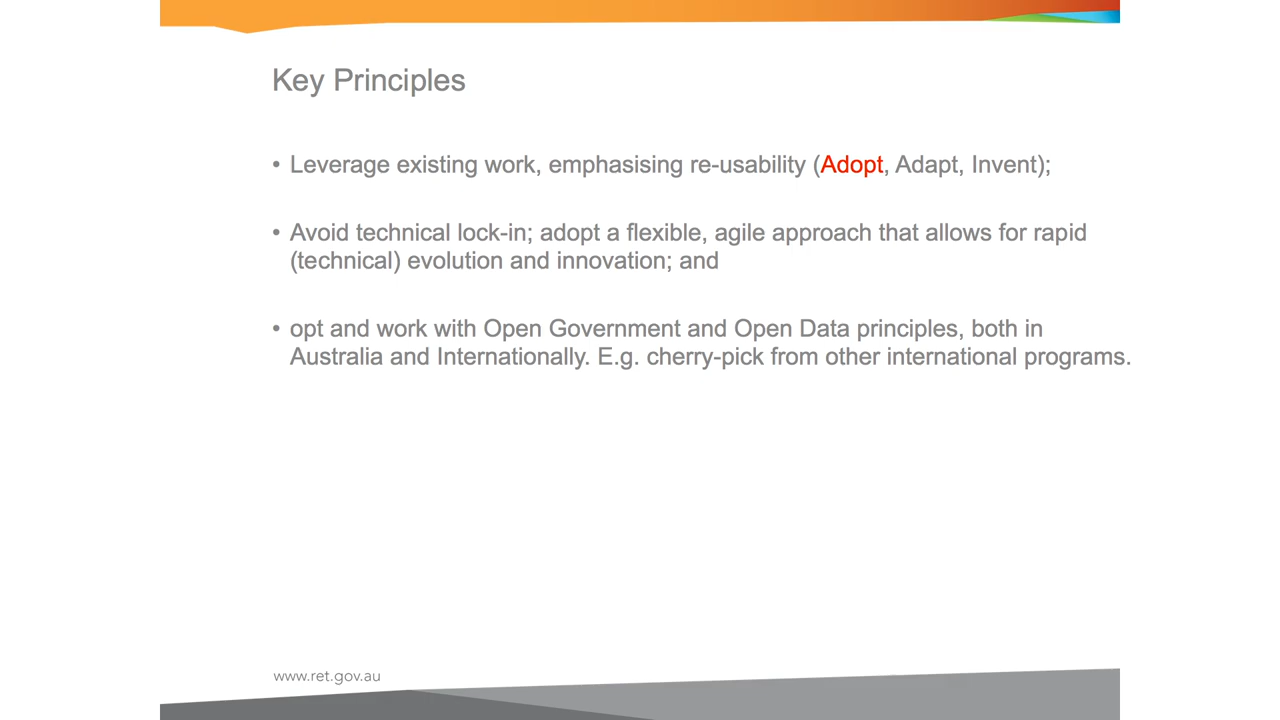 Key Principles
• Leverage existing work, emphasising re-usability (Adopt, Adapt, Invent);
• Avoid technical lock-in; adopt a flexible, agile approach that allows for rapid
(technical) evolution and innovation; and
• opt and work with Open Government and Open Data principles, both in
Australia and Internationally. E.g. cherry-pick from other international programs.
www.ret.gov.au